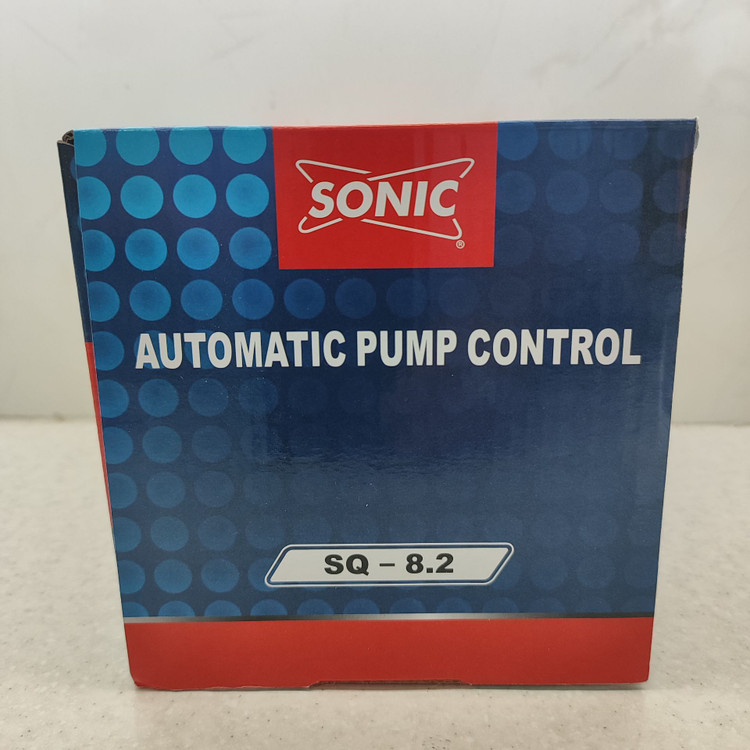 SONIC
®
AUTOMATIC PUMP CONTROL
SQ – 8.2